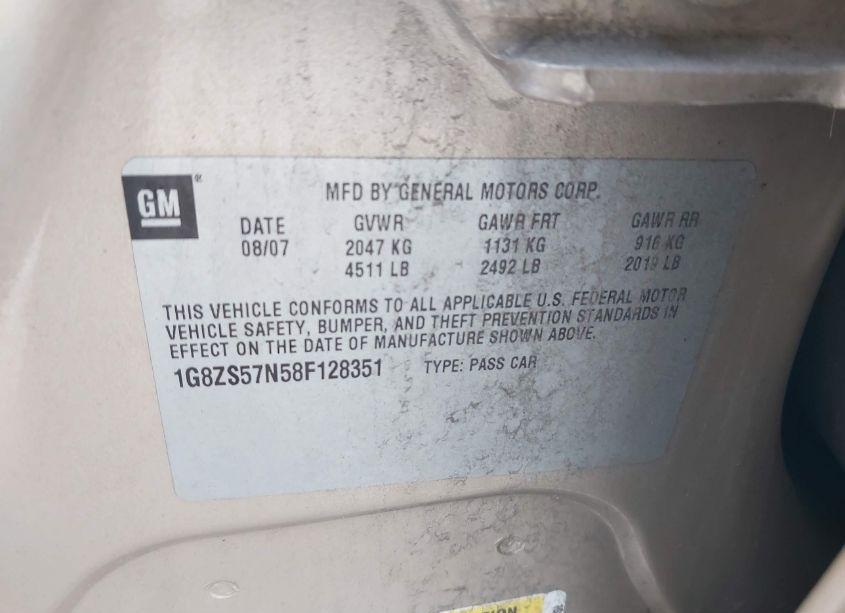 GM®
MFD BY GENERAL MOTORS CORP.
DATE GVWR GAWR FRT GAWR RR
08/07 2047 KG 1131 KG 916 KG
4511 LB 2492 LB 2019 LB
THIS VEHICLE CONFORMS TO ALL APPLICABLE U.S. FEDERAL MOTOR
VEHICLE SAFETY, BUMPER, AND THEFT PREVENTION STANDARDS IN
EFFECT ON THE DATE OF MANUFACTURE SHOWN ABOVE.
1G8ZS57N58F128351 TYPE: PASS CAR